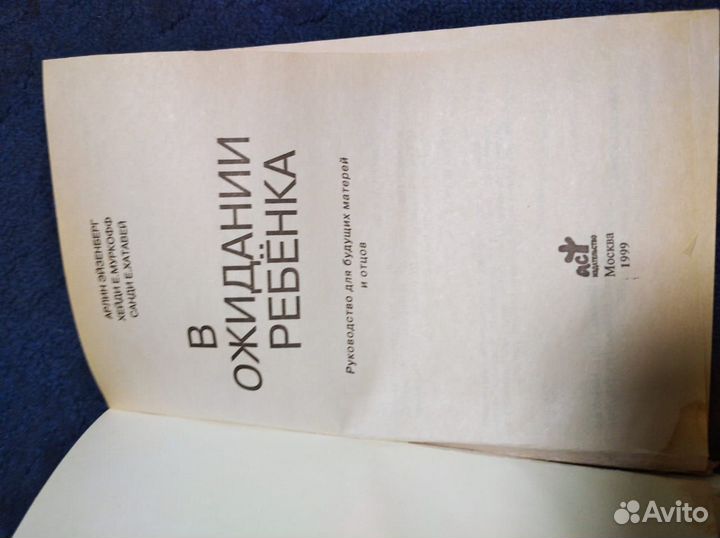 АРЛИН ЭЙЗЕНБЕРГ
ХЕЙДИ Е.МУРКОФФ
САНДИ Е.ХАТАВЕЙ
В
ОЖИДАНИИ
РЕБЁНКА
Руководство для будущих матерей
и отцов
аст
ИЗДАТЕЛЬСТВО
Москва
1999
Avito